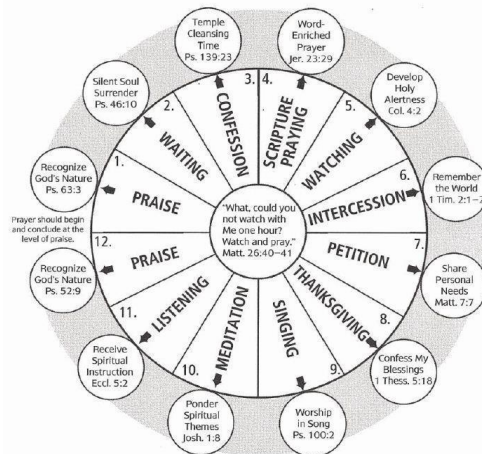 Temple
Cleansing
Time
Ps. 139:23
Word-
Enriched
Prayer
Jer. 23:29
Silent Soul
Surrender
Ps. 46:10
Develop
Holy
Alertness
Col. 4:2
Recognize
God's Nature
Ps. 63:3
Remember
the World
1 Tim. 2:1–2
Prayer should begin
and conclude at the
level of praise.
Recognize
God's Nature
Ps. 52:9
Share
Personal
Needs
Matt. 7:7
Receive
Spiritual
Instruction
Eccl. 5:2
Confess My
Blessings
1 Thess. 5:18
Ponder
Spiritual
Themes
Josh. 1:8
Worship
in Song
Ps. 100:2
1.
PRAISE
2.
WAITING
3.
CONFESSION
4.
SCRIPTURE
PRAYING
5.
WATCHING
6.
INTERCESSION
7.
PETITION
8.
THANKSGIVING
9.
SINGING
10.
MEDITATION
11.
LISTENING
12.
PRAISE
"What, could you
not watch with
Me one hour?
Watch and pray."
Matt. 26:40–41